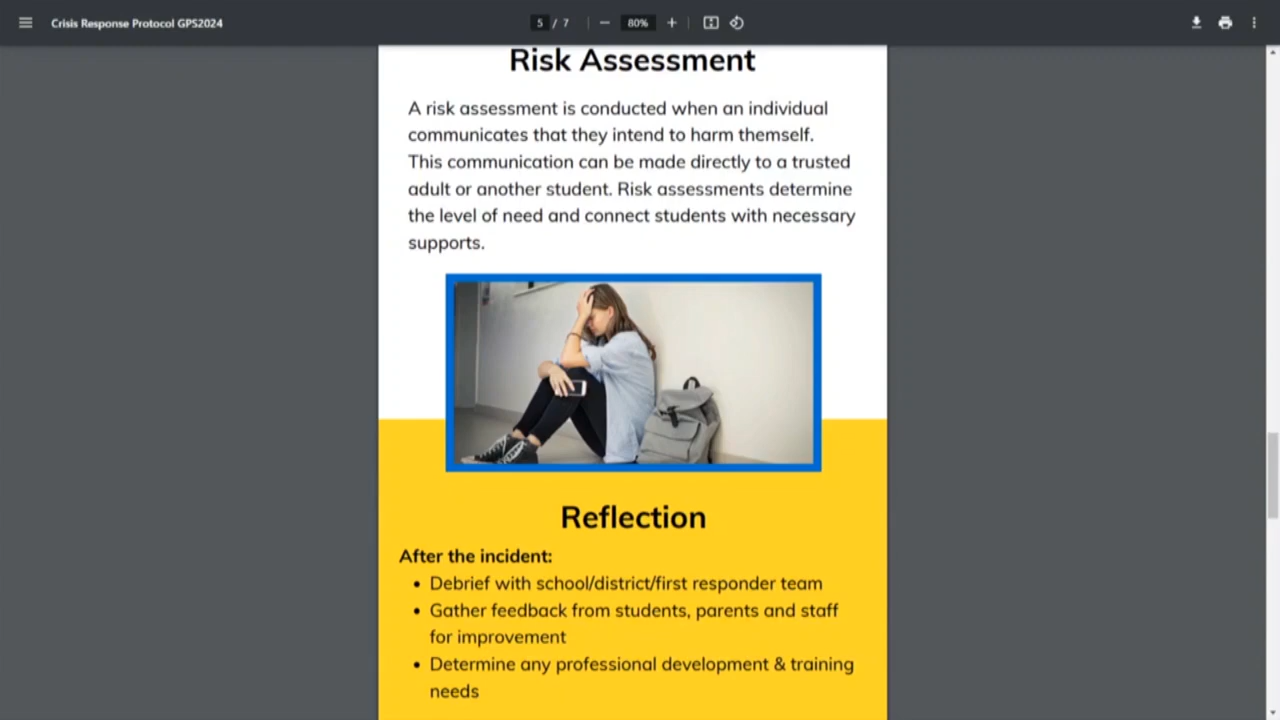 Crisis Response Protocol GPS2024
5 / 7
80%
Risk Assessment
A risk assessment is conducted when an individual
communicates that they intend to harm themself.
This communication can be made directly to a trusted
adult or another student. Risk assessments determine
the level of need and connect students with necessary
supports.
Reflection
After the incident:
• Debrief with school/district/first responder team
• Gather feedback from students, parents and staff
for improvement
• Determine any professional development & training
needs